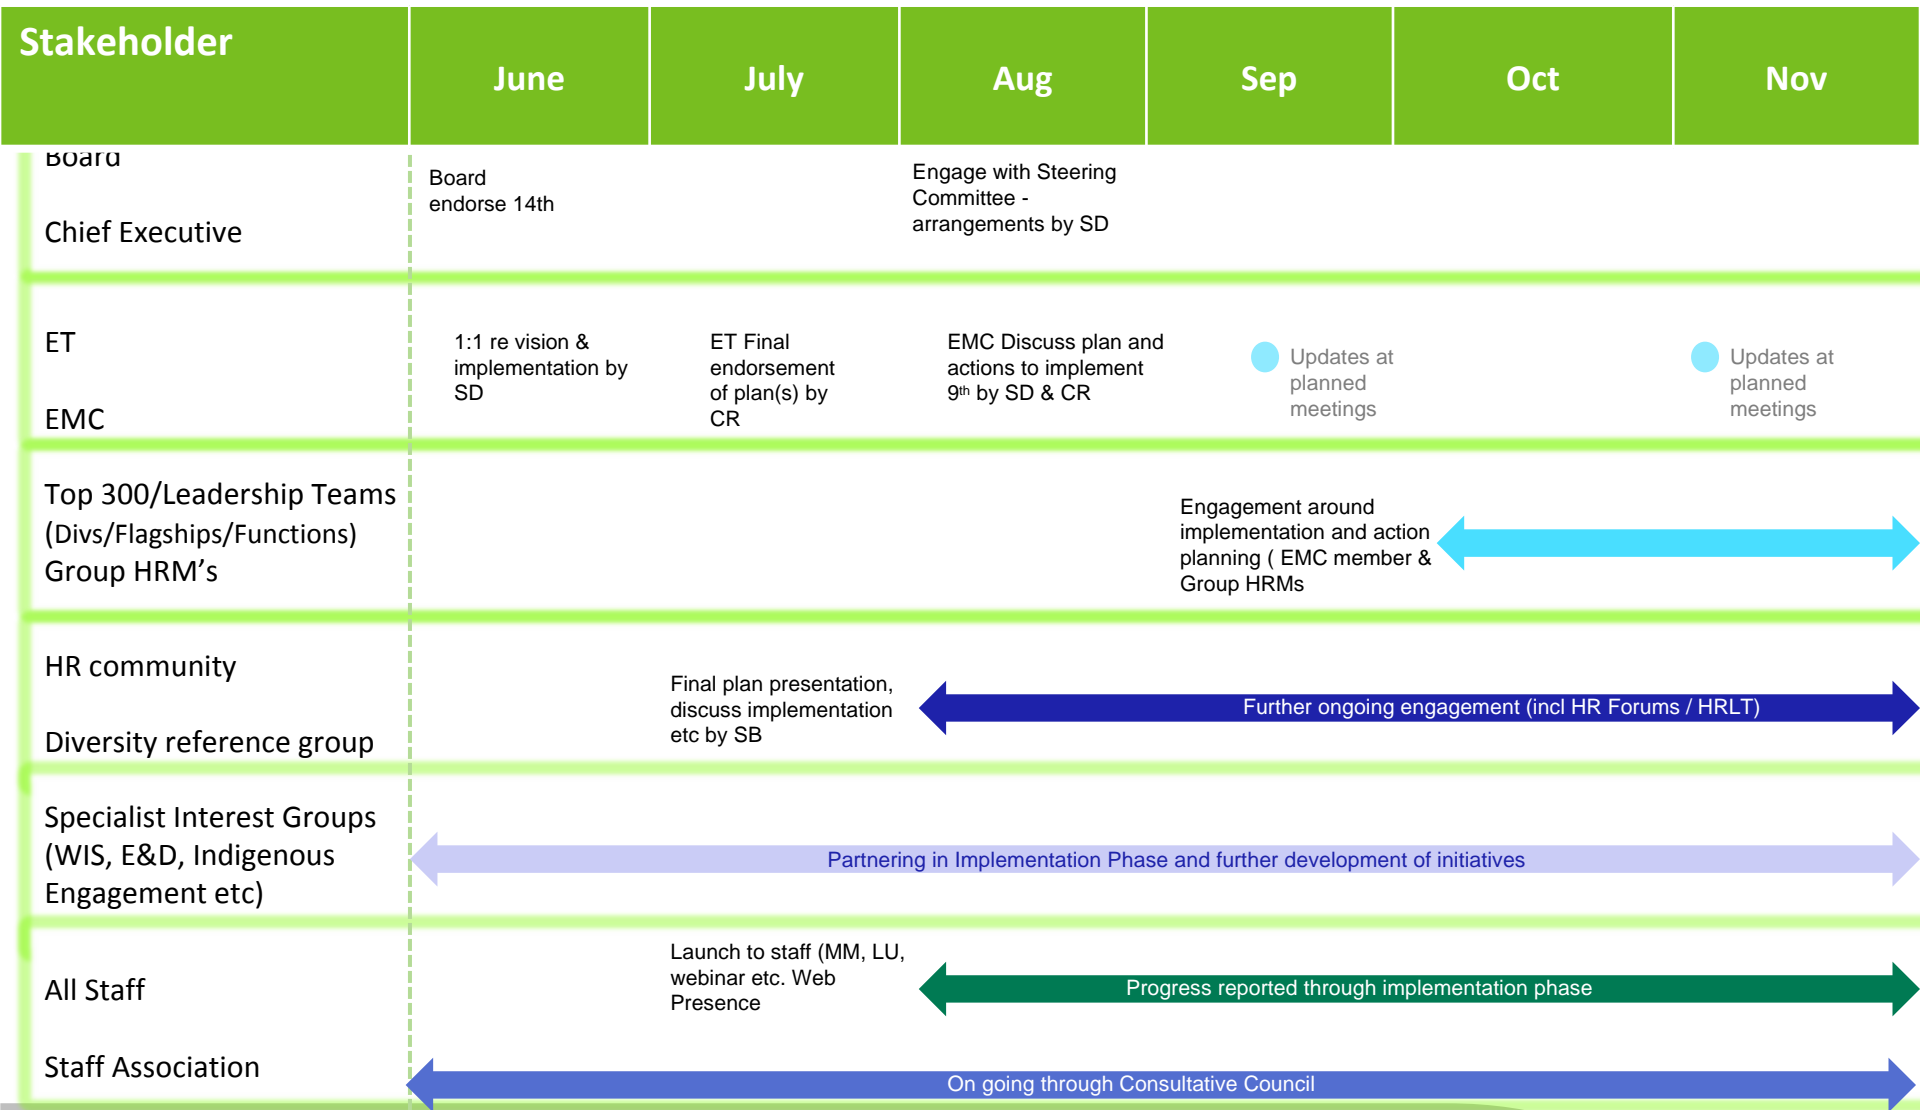 Stakeholder
June
July
Aug
Sep
Oct
Nov
Board
Chief Executive
Board
endorse 14th
Engage with Steering
Committee -
arrangements by SD
ET
EMC
1:1 re vision &
implementation by
SD
ET Final
endorsement
of plan(s) by
CR
EMC Discuss plan and
actions to implement
9th by SD & CR
Updates at
planned
meetings
Updates at
planned
meetings
Top 300/Leadership Teams
(Divs/Flagships/Functions)
Group HRM’s
Engagement around
implementation and action
planning ( EMC member &
Group HRMs
HR community
Diversity reference group
Final plan presentation,
discuss implementation
etc by SB
Further ongoing engagement (incl HR Forums / HRLT)
Specialist Interest Groups
(WIS, E&D, Indigenous
Engagement etc)
Partnering in Implementation Phase and further development of initiatives
All Staff
Staff Association
Launch to staff (MM, LU,
webinar etc. Web
Presence
Progress reported through implementation phase
On going through Consultative Council